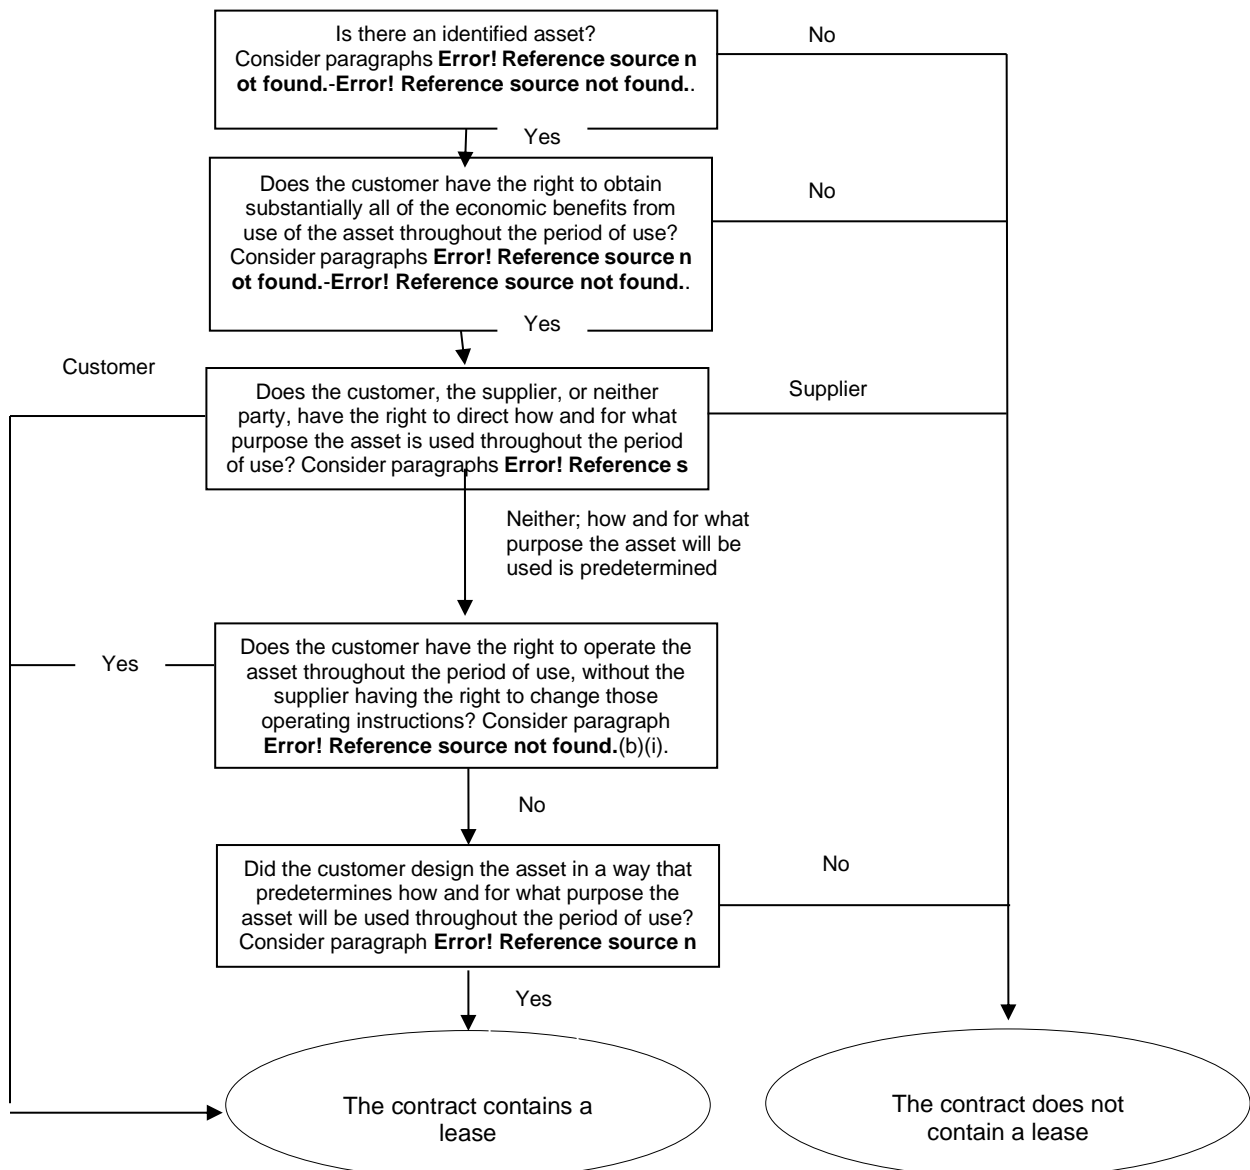 Is there an identified asset?
Consider paragraphs Error! Reference source n
ot found.-Error! Reference source not found..
No
Yes
Does the customer have the right to obtain
substantially all of the economic benefits from
use of the asset throughout the period of use?
Consider paragraphs Error! Reference source n
ot found.-Error! Reference source not found..
No
Yes
Customer
Does the customer, the supplier, or neither
party, have the right to direct how and for what
purpose the asset is used throughout the period
of use? Consider paragraphs Error! Reference s
Supplier
Neither; how and for what
purpose the asset will be
used is predetermined
Does the customer have the right to operate the
asset throughout the period of use, without the
supplier having the right to change those
operating instructions? Consider paragraph
Error! Reference source not found.(b)(i).
Yes
No
Did the customer design the asset in a way that
predetermines how and for what purpose the
asset will be used throughout the period of use?
Consider paragraph Error! Reference source n
No
Yes
The contract contains a
lease
The contract does not
contain a lease